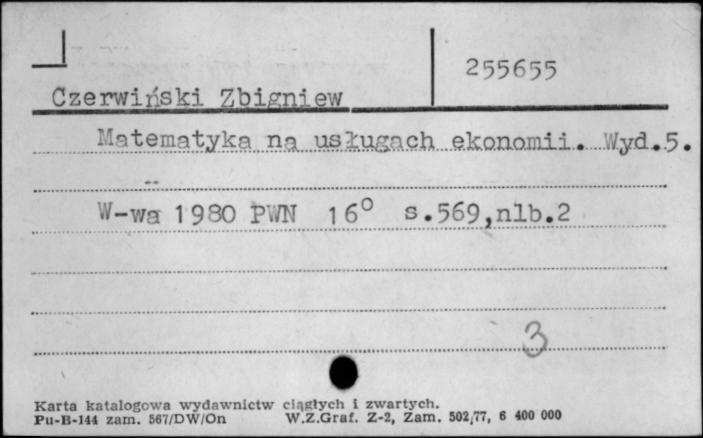 255655
Czerwiński Zbigniew
Matematyka na usługach ekonomii. Wyd.5.
W-wa 1980 PWN 16° s.569,nlb.2
3
Karta katalogowa wydawnictw ciągłych i zwartych.
Pu-B-144 zam. 567/DW/On W.Z.Graf. Z-2, Zam. 502/77, 6 400 000